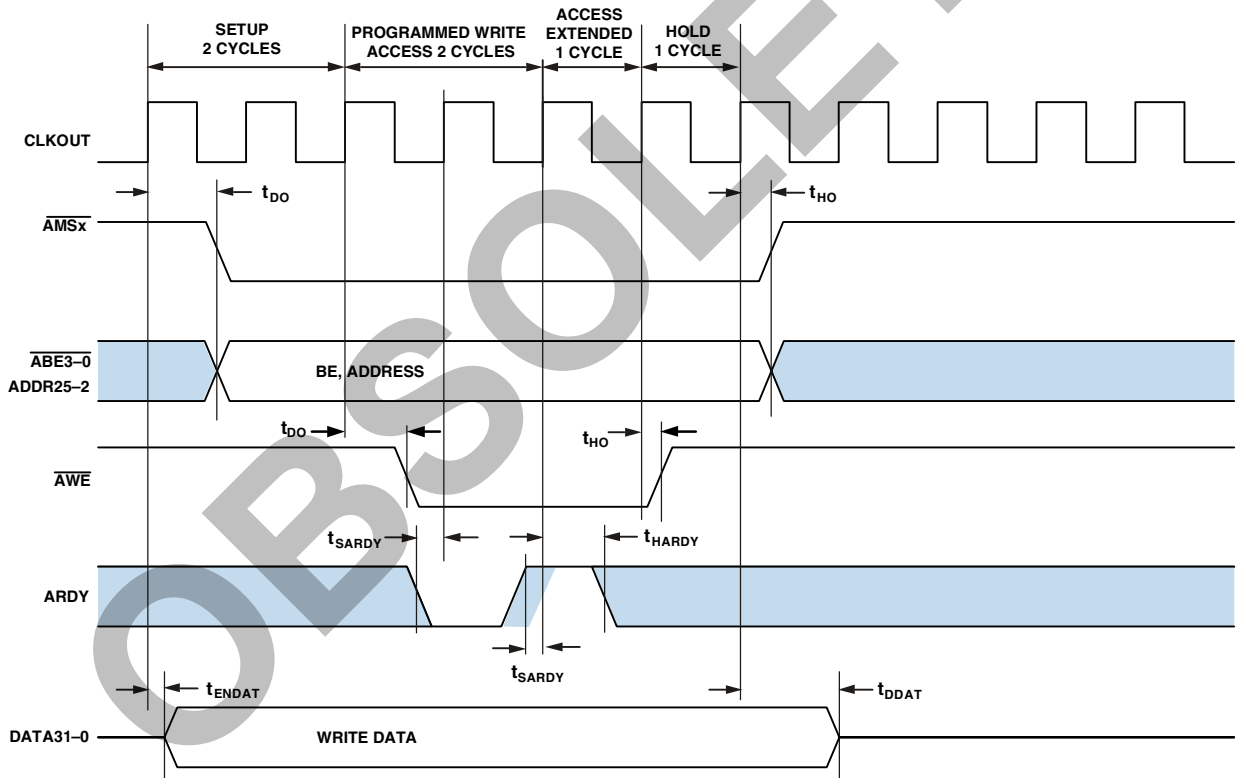 SETUP
2 CYCLES
PROGRAMMED WRITE
ACCESS 2 CYCLES
ACCESS
EXTENDED
1 CYCLE
HOLD
1 CYCLE
CLKOUT
tDO
tHO
AMSx
ABE3–0
ADDR25–2
BE, ADDRESS
tDO
tHO
AWE
tSARDY
tHARDY
ARDY
tSARDY
tENDAT
tDDAT
DATA31–0
WRITE DATA
OBSOLETE